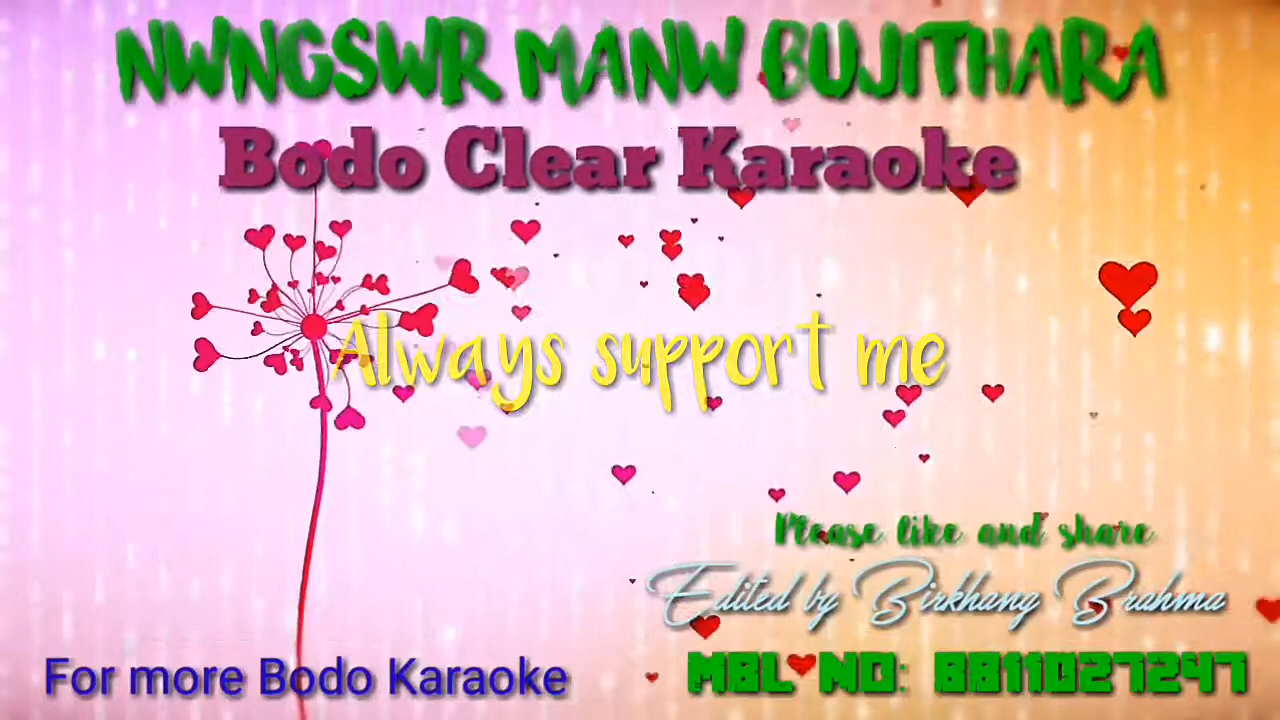 NWNGSWR MANW BUJITHARA
Bodo Clear Karaoke
Always support me
Please like and share
Edited by Birkhang Brahma
For more Bodo Karaoke
MBL NO: 8811027247